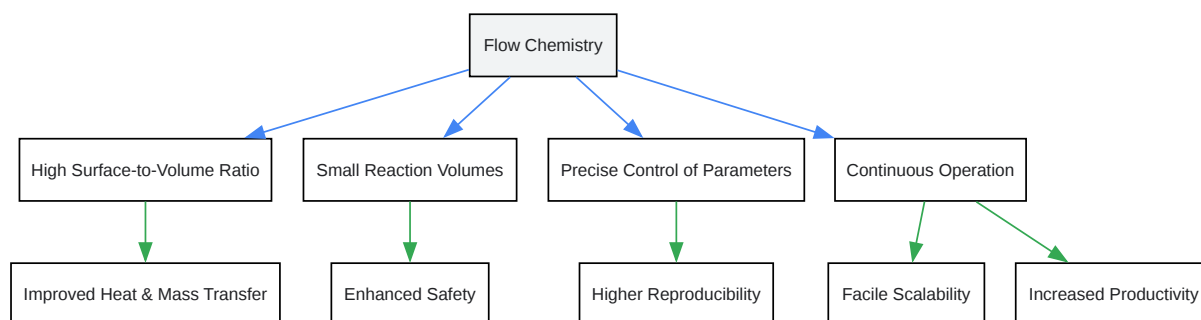 Flow Chemistry
High Surface-to-Volume Ratio
Small Reaction Volumes
Precise Control of Parameters
Continuous Operation
Improved Heat & Mass Transfer
Enhanced Safety
Higher Reproducibility
Facile Scalability
Increased Productivity